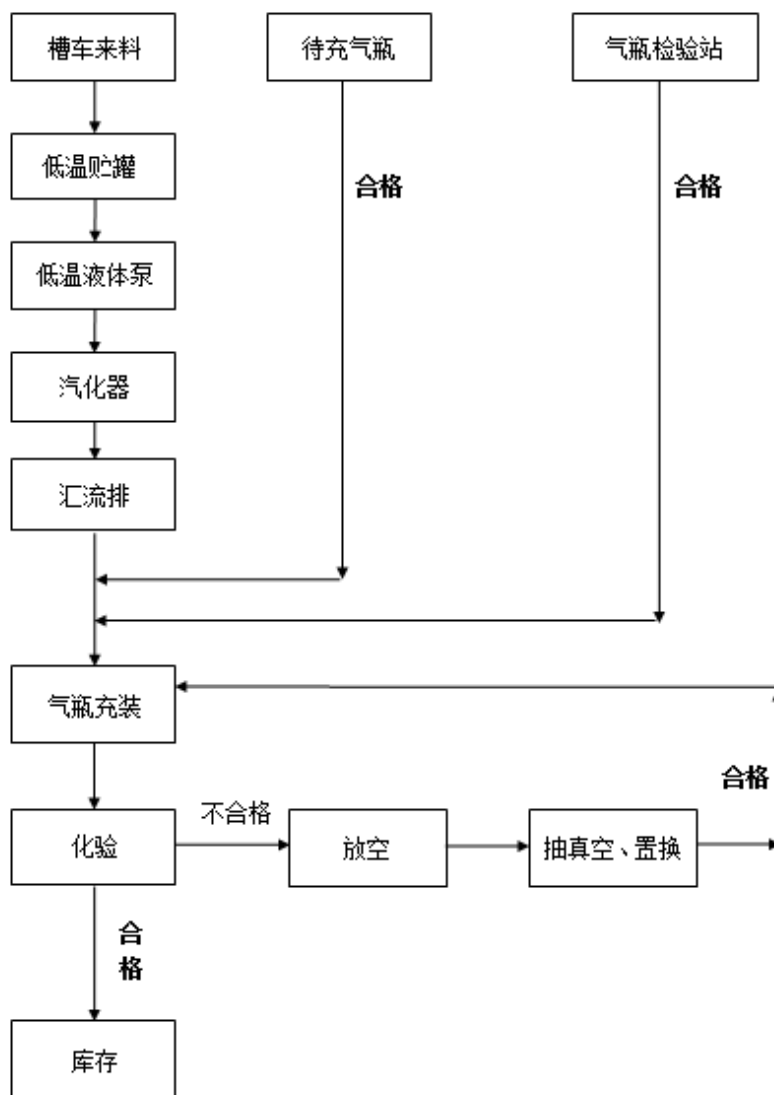 槽车来料
待充气瓶
气瓶检验站
低温贮罐
合格
合格
低温液体泵
汽化器
汇流排
气瓶充装
合格
不合格
化验
放空
抽真空、置换
合
格
库存